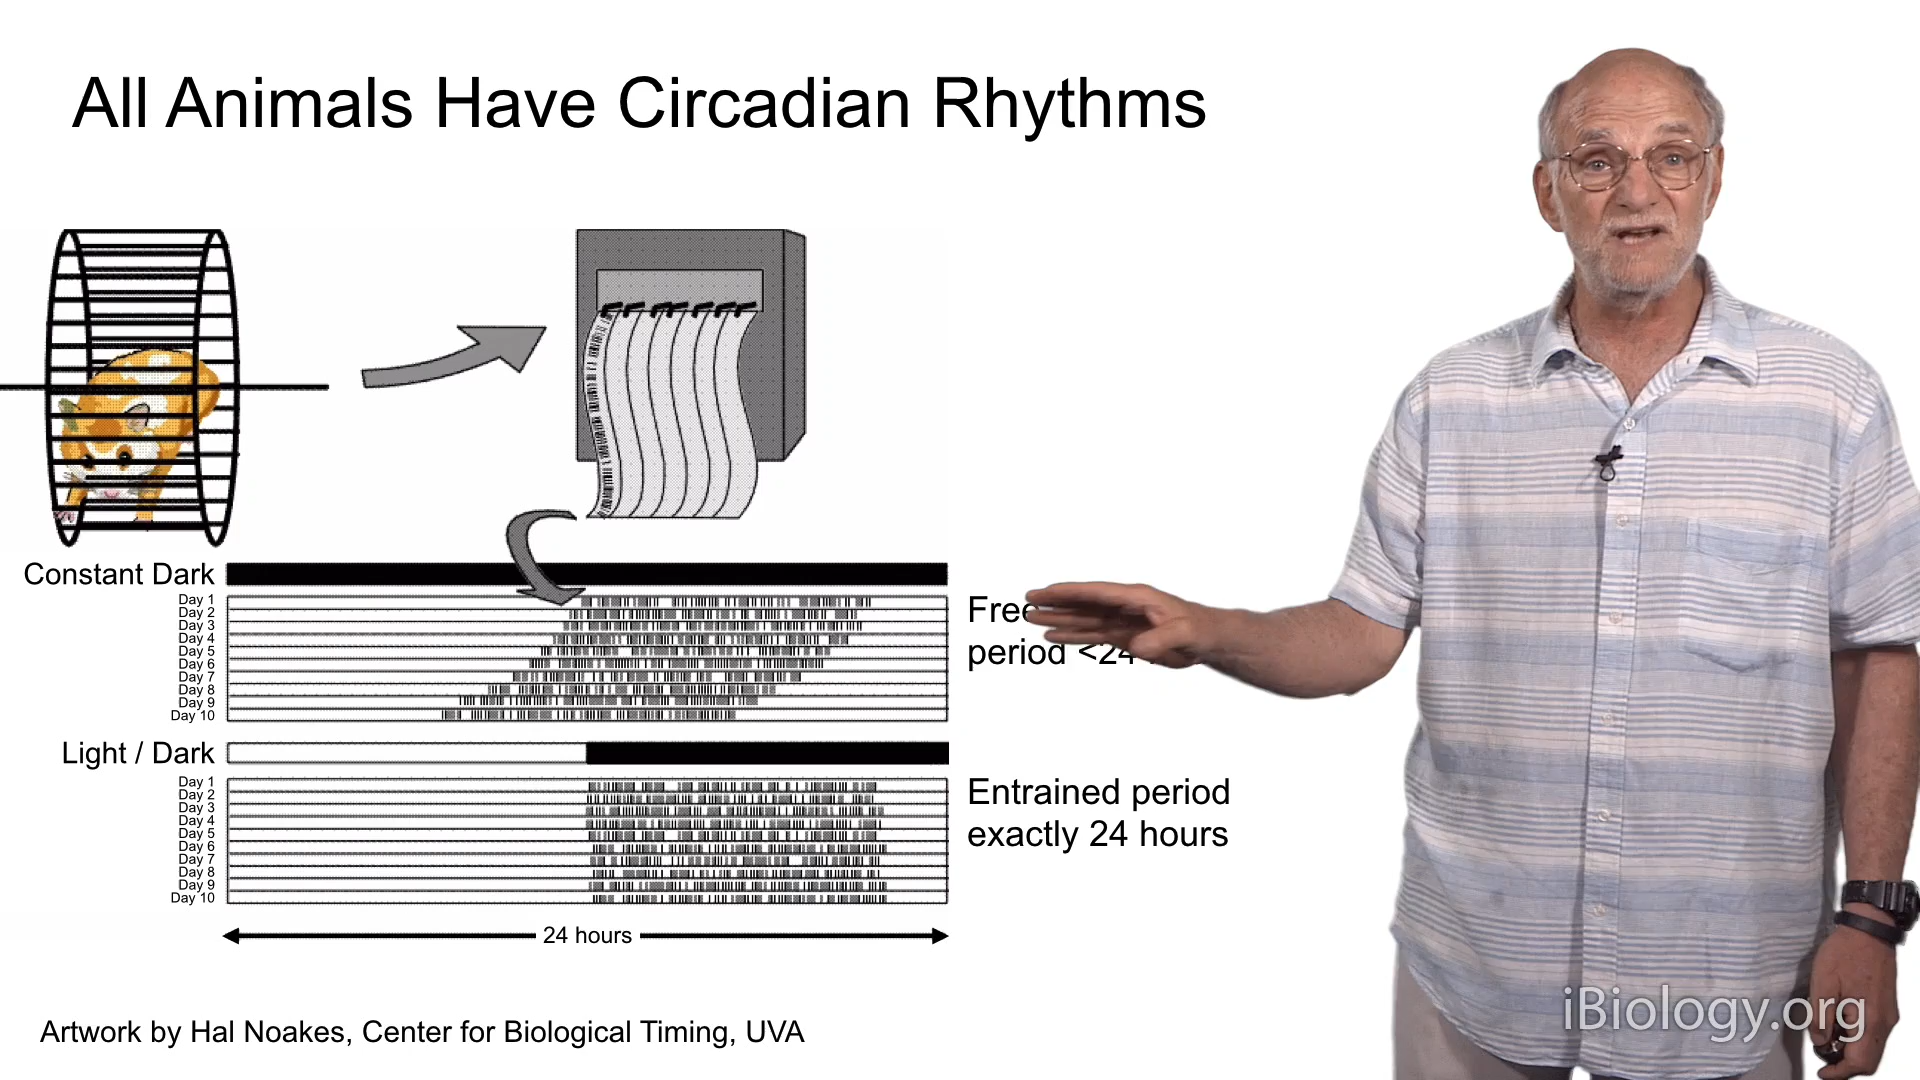 All Animals Have Circadian Rhythms
Constant Dark
Day 1
Day 2
Day 3
Day 4
Day 5
Day 6
Day 7
Day 8
Day 9
Day 10
period <24
Light / Dark
Day 1
Day 2
Day 3
Day 4
Day 5
Day 6
Day 7
Day 8
Day 9
Day 10
Entrained period
exactly 24 hours
24 hours
Artwork by Hal Noakes, Center for Biological Timing, UVA
iBiology.org